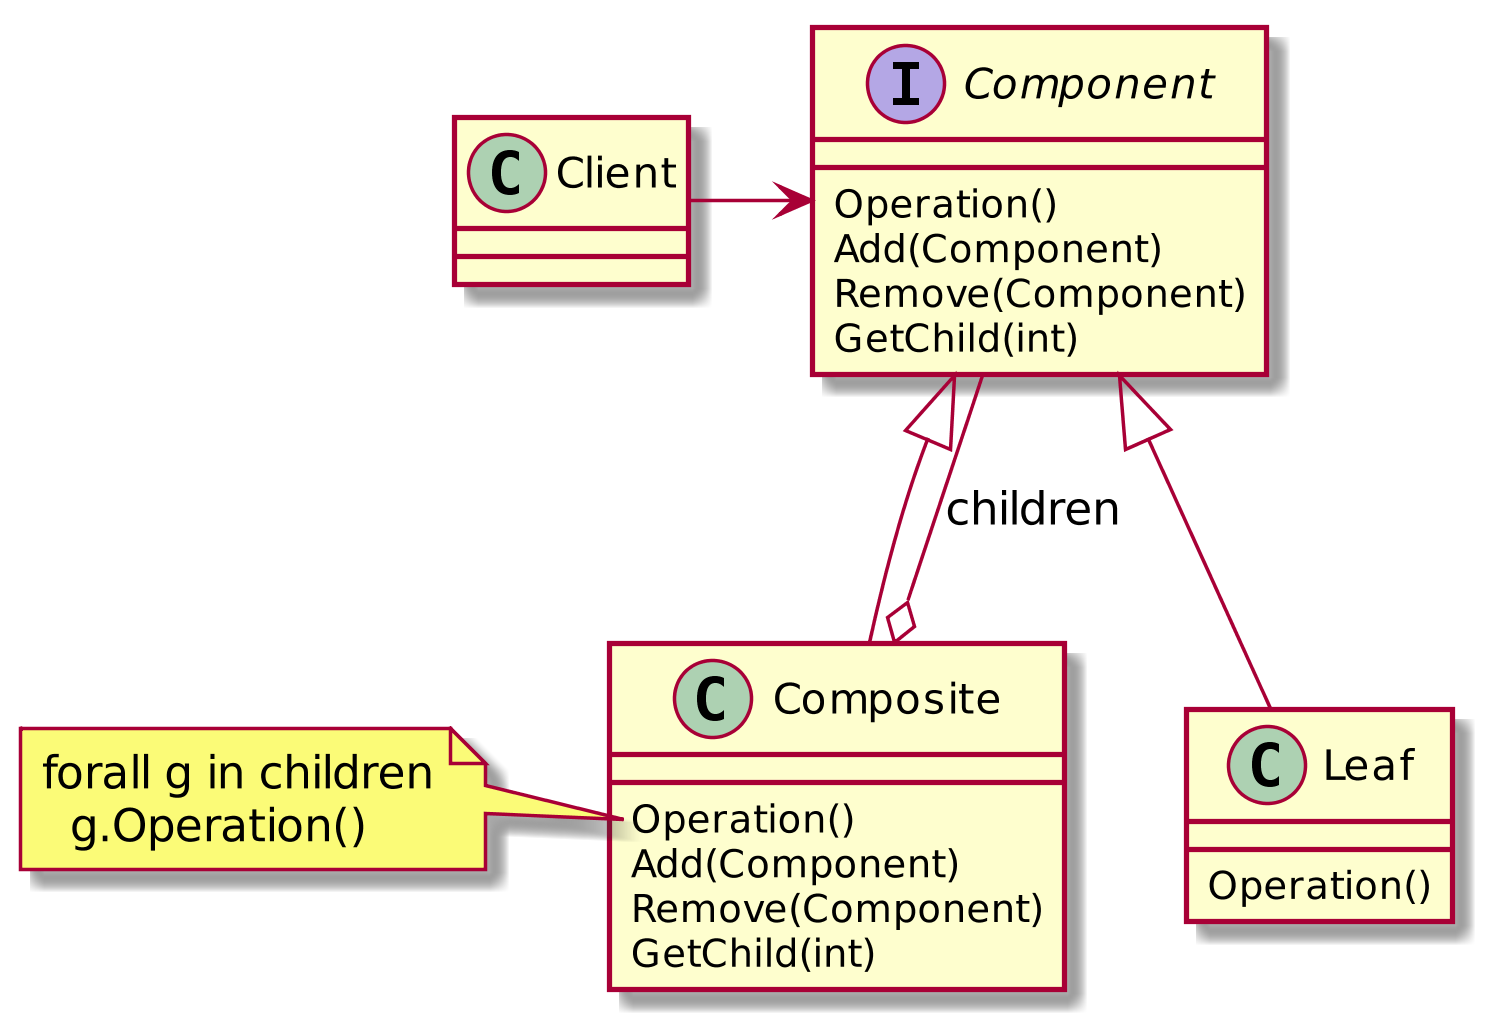 I Component
Operation()
Add(Component)
Remove(Component)
GetChild(int)
C Client
children
C Composite
Operation()
Add(Component)
Remove(Component)
GetChild(int)
forall g in children
g.Operation()
C Leaf
Operation()